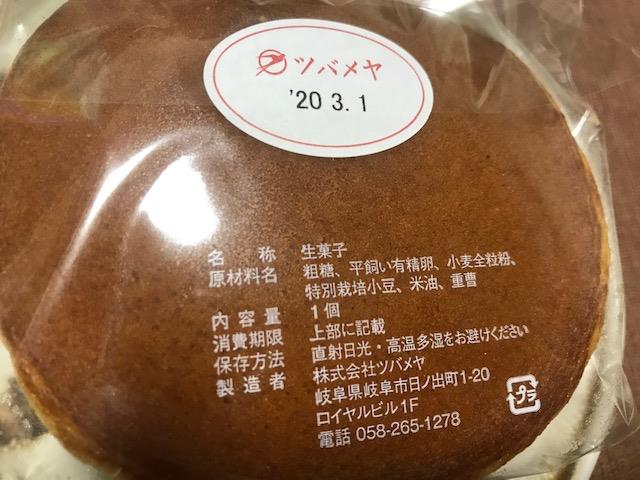 ツバメヤ
'20 3. 1
名称 生菓子
原材料名 粗糖、平飼い有精卵、小麦全粒粉、
特別栽培小豆、米油、重曹
内容量 1個
消費期限 上部に記載
保存方法 直射日光・高温多湿をお避けください
製造者 株式会社ツバメヤ
岐阜県岐阜市日ノ出町1-20
ロイヤルビル1F
電話 058-265-1278
プラ